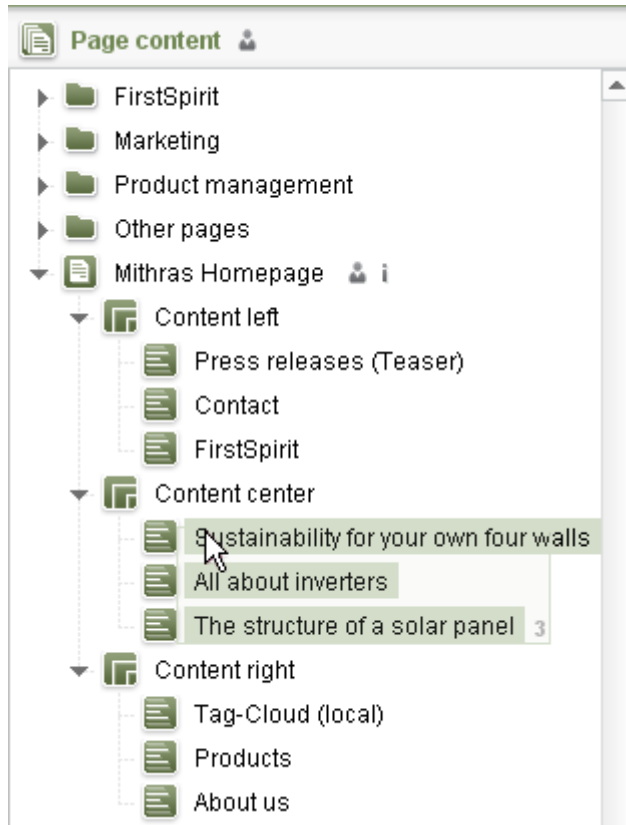 Page content
FirstSpirit
Marketing
Product management
Other pages
Mithras Homepage i
Content left
Press releases (Teaser)
Contact
FirstSpirit
Content center
Sustainability for your own four walls
All about inverters
The structure of a solar panel 3
Content right
Tag-Cloud (local)
Products
About us